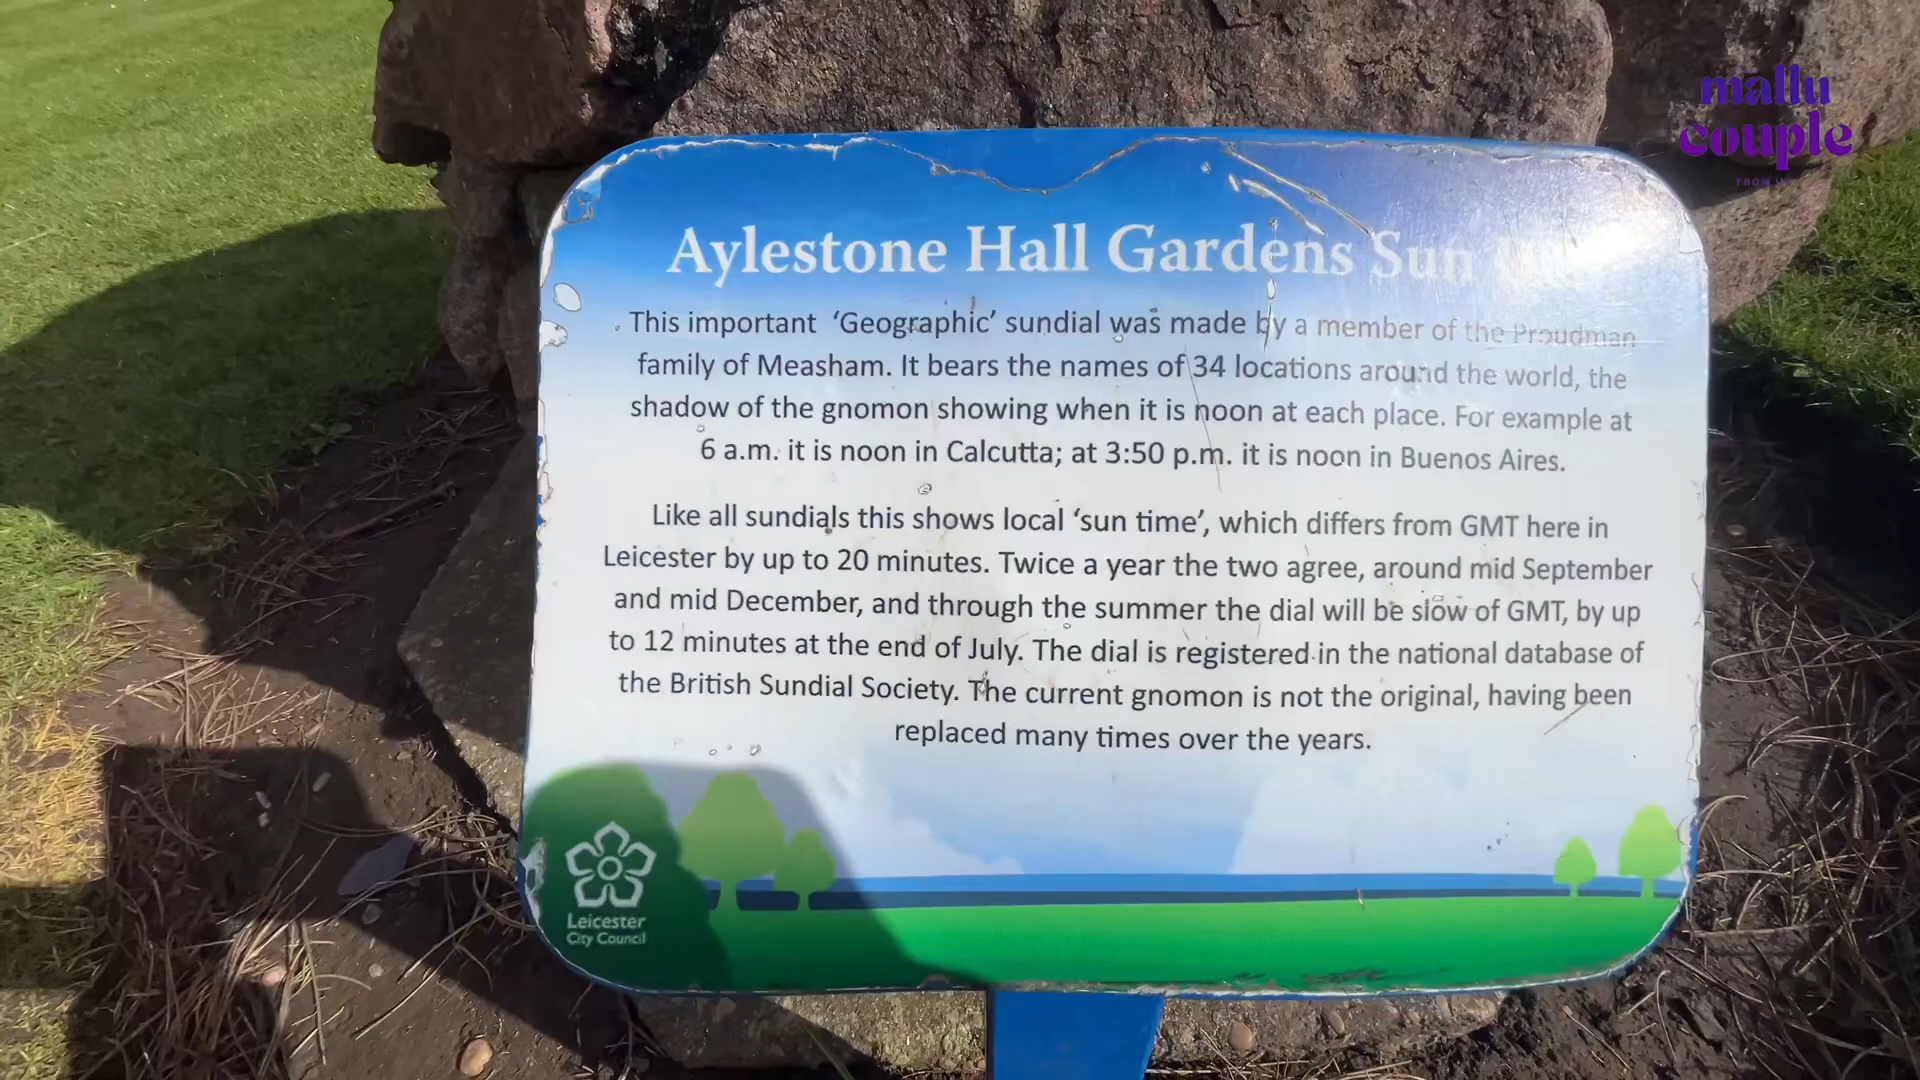 mallu
couple
Aylestone Hall Gardens Sun
This important ‘Geographic’ sundial was made by a member of the Proudman
family of Measham. It bears the names of 34 locations around the world, the
shadow of the gnomon showing when it is noon at each place. For example at
6 a.m. it is noon in Calcutta; at 3:50 p.m. it is noon in Buenos Aires.
Like all sundials this shows local ‘sun time’, which differs from GMT here in
Leicester by up to 20 minutes. Twice a year the two agree, around mid September
and mid December, and through the summer the dial will be slow of GMT, by up
to 12 minutes at the end of July. The dial is registered in the national database of
the British Sundial Society. The current gnomon is not the original, having been
replaced many times over the years.
Leicester
City Council